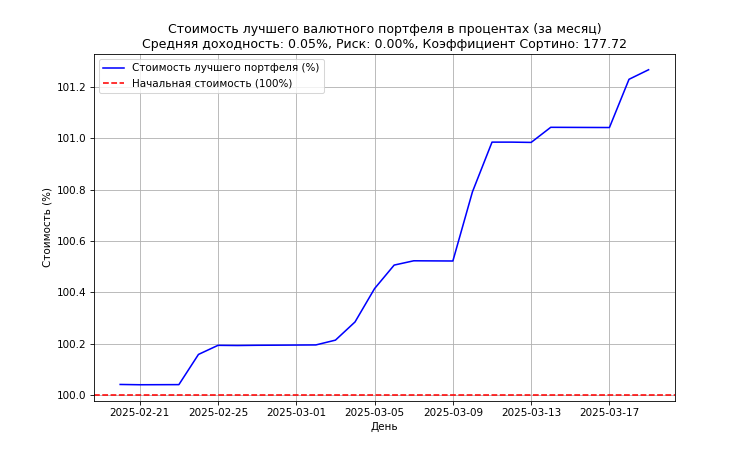 Стоимость лучшего валютного портфеля в процентах (за месяц)
Средняя доходность: 0.05%, Риск: 0.00%, Коэффициент Сортино: 177.72
Стоимость лучшего портфеля (%)
Начальная стоимость (100%)
Стоимость (%)
101.2
101.0
100.8
100.6
100.4
100.2
100.0
2025-02-21 2025-02-25 2025-03-01 2025-03-05 2025-03-09 2025-03-13 2025-03-17
День